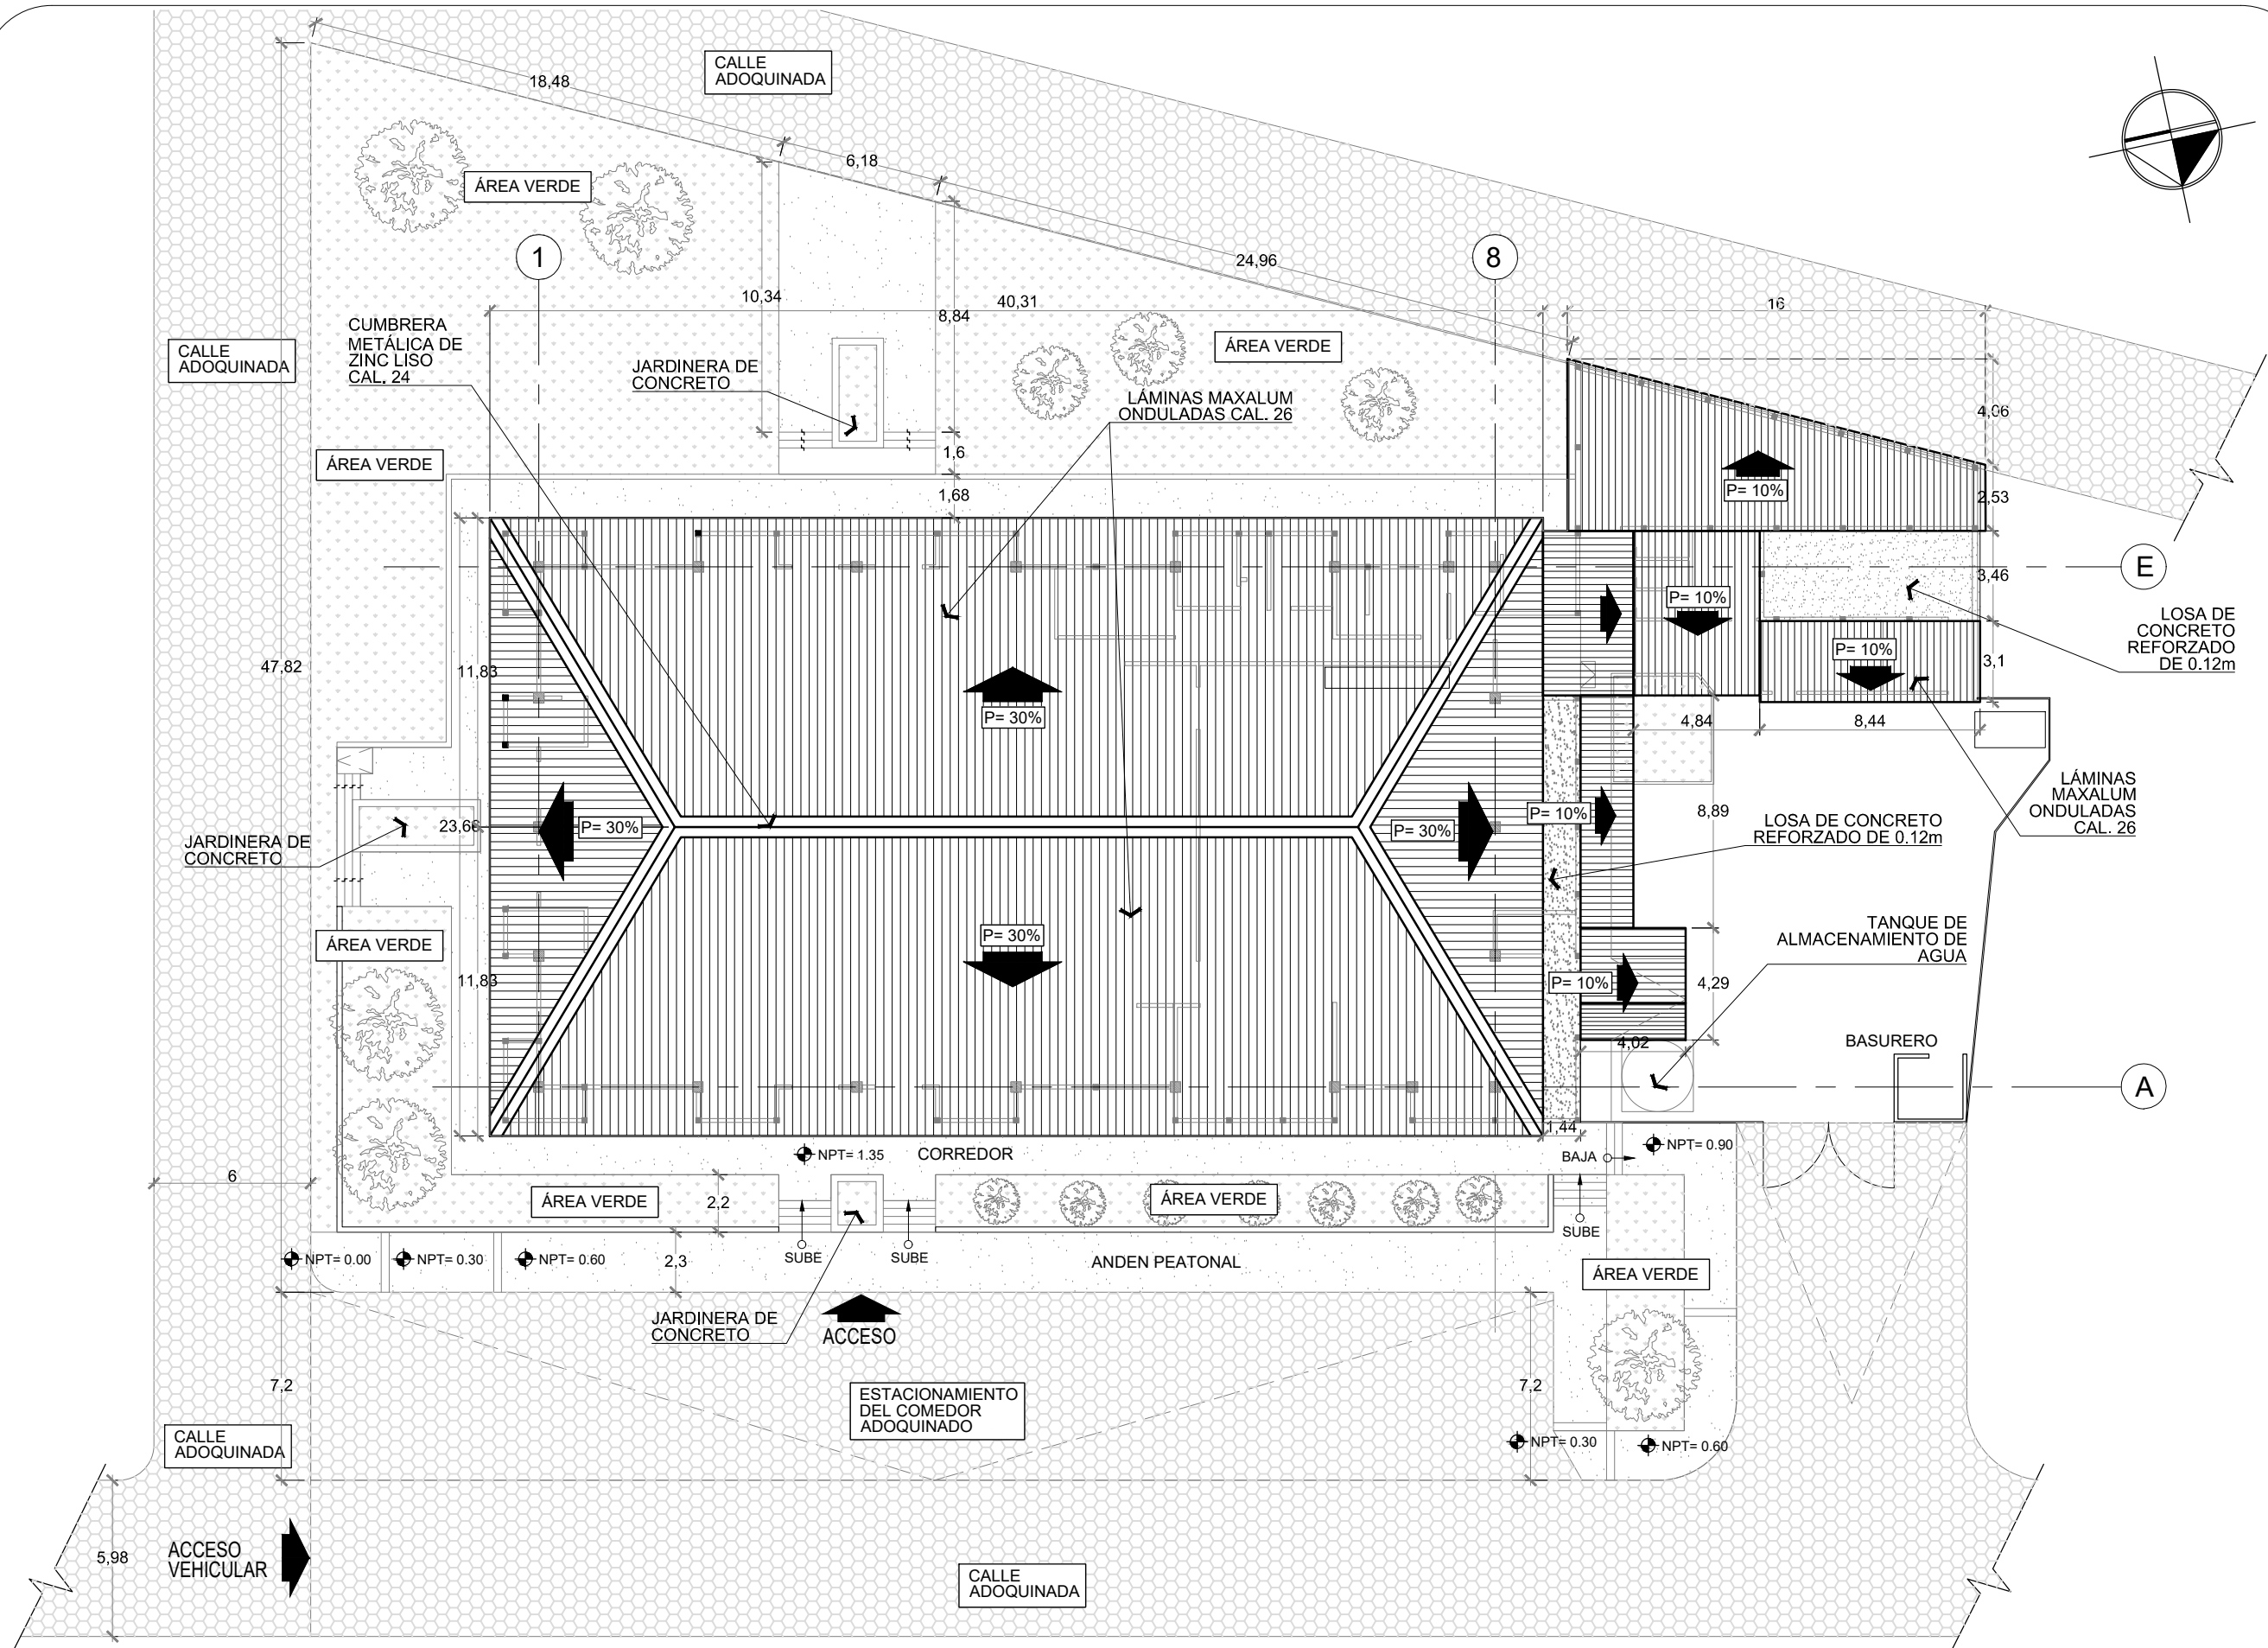 CALLE
ADOQUINADA
18,48
6,18
ÁREA VERDE
1
8
24,96
10,34
40,31
8,84
16
CUMBRERA
METÁLICA DE
ZINC LISO
CAL. 24
CALLE
ADOQUINADA
JARDINERA DE
CONCRETO
ÁREA VERDE
LÁMINAS MAXALUM
ONDULADAS CAL. 26
4,06
ÁREA VERDE
1,6
1,68
P= 10%
2,53
E
3,46
P= 10%
LOSA DE
CONCRETO
REFORZADO
DE 0.12m
P= 10%
3,1
47,82
11,83
P= 30%
4,84
8,44
LÁMINAS
MAXALUM
ONDULADAS
CAL. 26
8,89
P= 10%
LOSA DE CONCRETO
REFORZADO DE 0.12m
23,66
P= 30%
P= 30%
JARDINERA DE
CONCRETO
TANQUE DE
ALMACENAMIENTO DE
AGUA
ÁREA VERDE
P= 30%
11,83
P= 10%
4,29
4,02
BASURERO
A
1,44
NPT= 1.35
CORREDOR
BAJA
NPT= 0.90
6
ÁREA VERDE
2,2
ÁREA VERDE
SUBE
NPT= 0.00
NPT= 0.30
NPT= 0.60
2,3
SUBE
SUBE
ANDEN PEATONAL
ÁREA VERDE
JARDINERA DE
CONCRETO
ACCESO
7,2
ESTACIONAMIENTO
DEL COMEDOR
ADOQUINADO
7,2
CALLE
ADOQUINADA
NPT= 0.30
NPT= 0.60
5,98
ACCESO
VEHICULAR
CALLE
ADOQUINADA